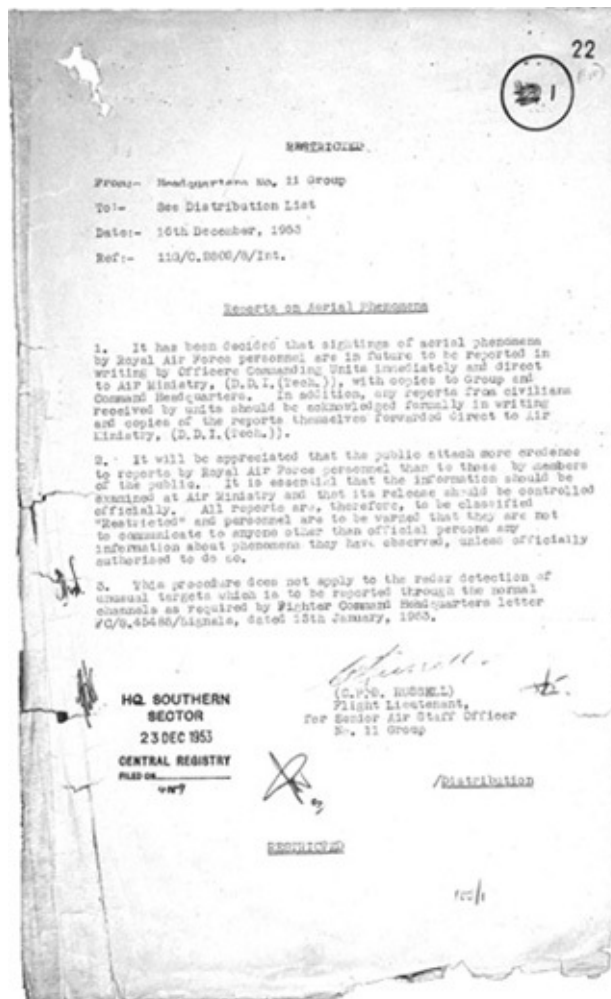 22
1
RESTRICTED
From:- Headquarters No. 11 Group
To:- See Distribution List
Date:- 16th December, 1953
Ref:- 11G/C.2802/8/Int.
Reports on Aerial Phenomena
1. It has been decided that sightings of aerial phenomena
by Royal Air Force personnel are in future to be reported in
writing by Officers Commanding Units immediately and direct
to Air Ministry, (D.D.I.(Tech.)), with copies to Group and
Command Headquarters. In addition, any reports from civilians
received by units should be acknowledged formally in writing
and copies of the reports themselves forwarded direct to Air
Ministry, (D.D.I.(Tech.)).
2. It will be appreciated that the public attach more credence
to reports by Royal Air Force personnel than to those by members
of the public. It is essential that the information should be
examined at Air Ministry and that its release should be controlled
officially. All reports are, therefore, to be classified
"Restricted" and personnel are to be warned that they are not
to communicate to anyone other than official persons any
information about phenomena they have observed, unless officially
authorised to do so.
3. This procedure does not apply to the radar detection of
unusual targets which is to be reported through the normal
channels as required by Fighter Command Headquarters letter
FC/S.45485/Signals, dated 15th January, 1953.
RUSSELL)
Flight Lieutenant,
for Senior Air Staff Officer
No. 11 Group
HQ. SOUTHERN
SECTOR
23 DEC 1953
CENTRAL REGISTRY
FILED ON
/Distribution
RESTRICTED